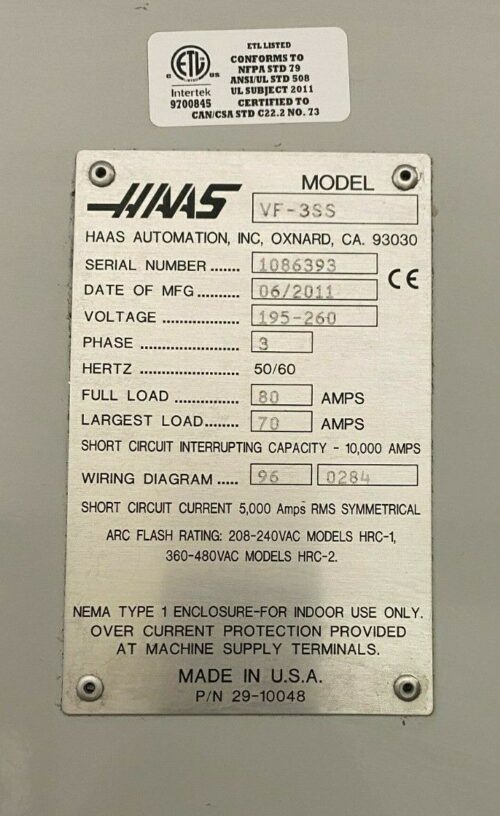 ETL LISTED
CONFORMS TO
NFPA STD 79
ANSI/UL STD 508
UL SUBJECT 2011
CERTIFIED TO
CAN/CSA STD C22.2 NO. 73
ETL
C US
Intertek
9700845
HAAS MODEL VF-3SS
HAAS AUTOMATION, INC, OXNARD, CA. 93030
SERIAL NUMBER ....... 1086393
CE
DATE OF MFG .......... 06/2011
VOLTAGE ................ 195-260
PHASE .................... 3
HERTZ .................... 50/60
FULL LOAD ............. 80 AMPS
LARGEST LOAD....... 70 AMPS
SHORT CIRCUIT INTERRUPTING CAPACITY - 10,000 AMPS
WIRING DIAGRAM ..... 96 0284
SHORT CIRCUIT CURRENT 5,000 Amps RMS SYMMETRICAL
ARC FLASH RATING: 208-240VAC MODELS HRC-1,
360-480VAC MODELS HRC-2.
NEMA TYPE 1 ENCLOSURE-FOR INDOOR USE ONLY.
OVER CURRENT PROTECTION PROVIDED
AT MACHINE SUPPLY TERMINALS.
MADE IN U.S.A.
P/N 29-10048